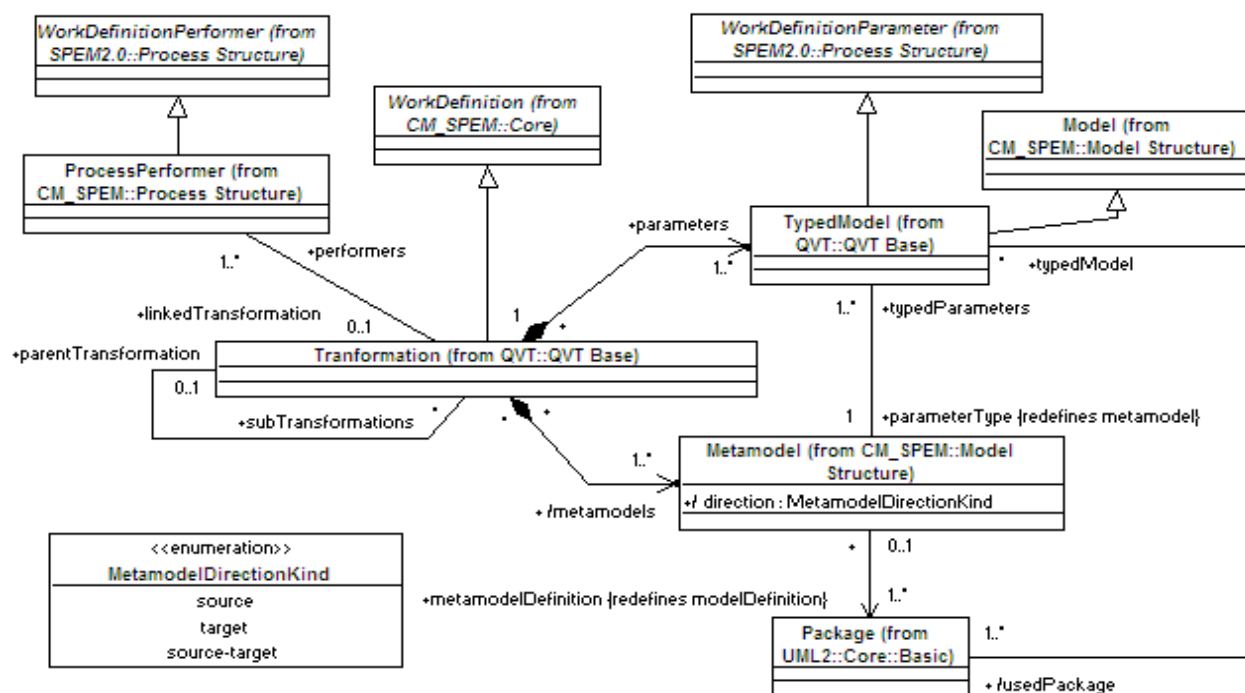 WorkDefinitionPerformer (from
SPEM2.0::Process Structure)
WorkDefinitionParameter (from
SPEM2.0::Process Structure)
WorkDefinition (from
CM_SPEM::Core)
Model (from
CM_SPEM::Model Structure)
ProcessPerformer (from
CM_SPEM::Process Structure)
TypedModel (from
QVT::QVT Base)
+performers
1..*
+parameters
1..*
*
+typedModel
+linkedTransformation
0..1
1
+
1..*
+typedParameters
+parentTransformation
Tranformation (from QVT::QVT Base)
0..1
*
+subTransformations
*
+
1
+parameterType {redefines metamodel}
Metamodel (from CM_SPEM::Model
Structure)
+/ direction : MetamodelDirectionKind
1..*
+ /metamodels
<<enumeration>>
MetamodelDirectionKind
source
target
source-target
+
0..1
+metamodelDefinition {redefines modelDefinition}
1..*
Package (from
UML2::Core::Basic)
1..*
+ /usedPackage